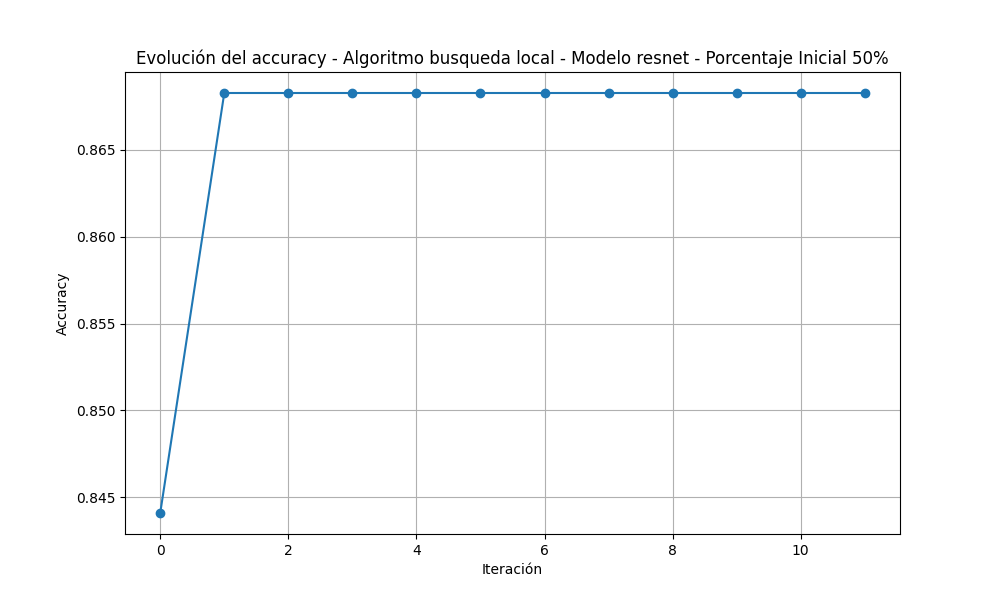 Evolución del accuracy - Algoritmo busqueda local - Modelo resnet - Porcentaje Inicial 50%
Accuracy
0.865
0.860
0.855
0.850
0.845
0 2 4 6 8 10
Iteración